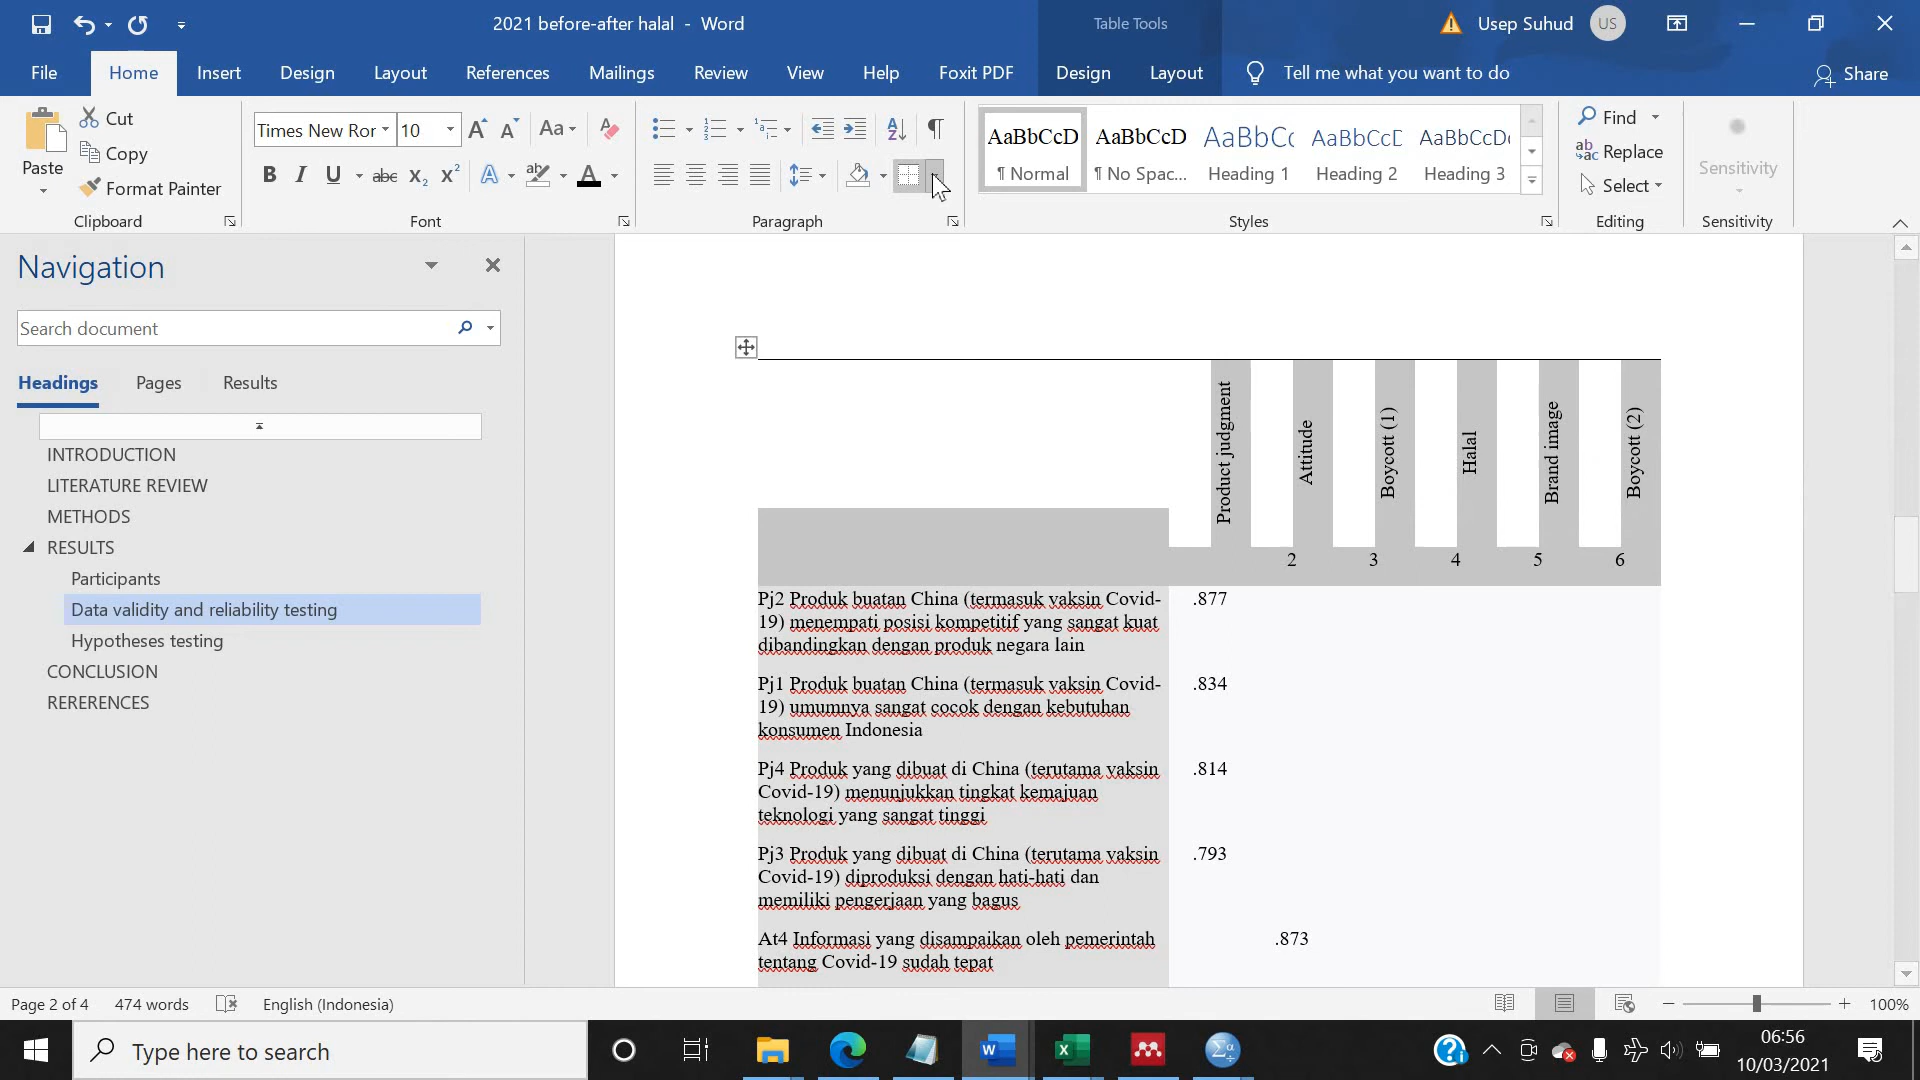 2021 before-after halal - Word
Table Tools
Usep Suhud
US
File
Home
Insert
Design
Layout
References
Mailings
Review
View
Help
Foxit PDF
Design
Layout
Tell me what you want to do
Share
Paste
Cut
Copy
Format Painter
Clipboard
Times New Ror
10
Font
Paragraph
AaBbCcD
¶ Normal
AaBbCcD
¶ No Spac...
AaBbCc
Heading 1
AaBbCcD
Heading 2
AaBbCcD
Heading 3
Styles
Find
Replace
Select
Editing
Sensitivity
Sensitivity
Navigation
Search document
Headings
Pages
Results
INTRODUCTION
LITERATURE REVIEW
METHODS
RESULTS
Participants
Data validity and reliability testing
Hypotheses testing
CONCLUSION
RERERENCES
Product judgment
Attitude
Boycott (1)
Halal
Brand image
Boycott (2)
2 3 4 5 6
Pj2 Produk buatan China (termasuk vaksin Covid-
19) menempati posisi kompetitif yang sangat kuat
dibandingkan dengan produk negara lain
.877
Pj1 Produk buatan China (termasuk vaksin Covid-
19) umumnya sangat cocok dengan kebutuhan
konsumen Indonesia
.834
Pj4 Produk yang dibuat di China (terutama vaksin
Covid-19) menunjukkan tingkat kemajuan
teknologi yang sangat tinggi
.814
Pj3 Produk yang dibuat di China (terutama vaksin
Covid-19) diproduksi dengan hati-hati dan
memiliki pengerjaan yang bagus
.793
At4 Informasi yang disampaikan oleh pemerintah
tentang Covid-19 sudah tepat
.873
Page 2 of 4
474 words
English (Indonesia)
100%
Type here to search
06:56
10/03/2021